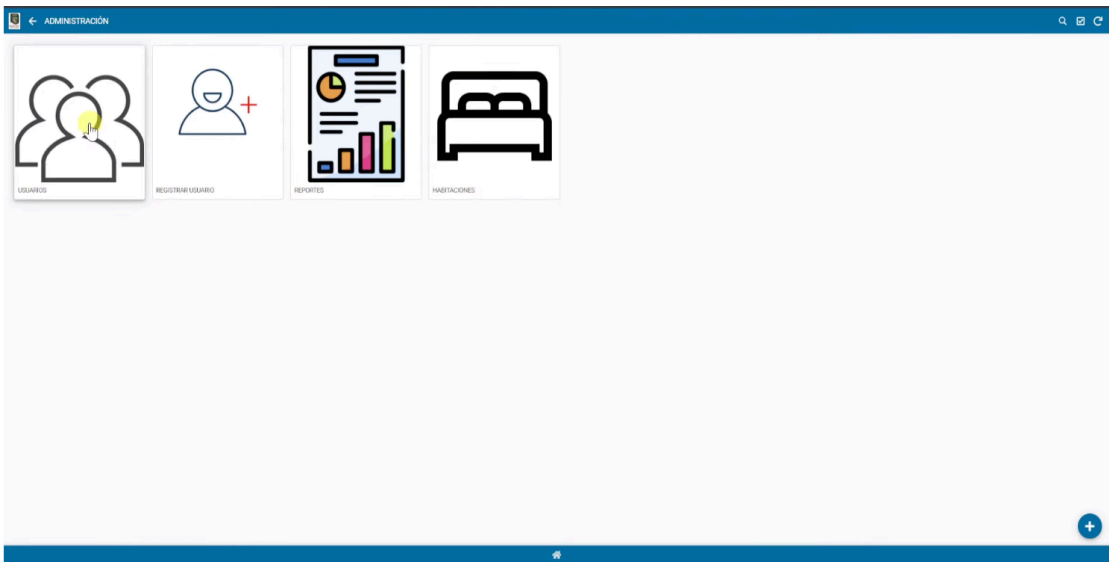 ADMINISTRACIÓN
USUARIOS
REGISTRAR USUARIO
REPORTES
HABITACIONES